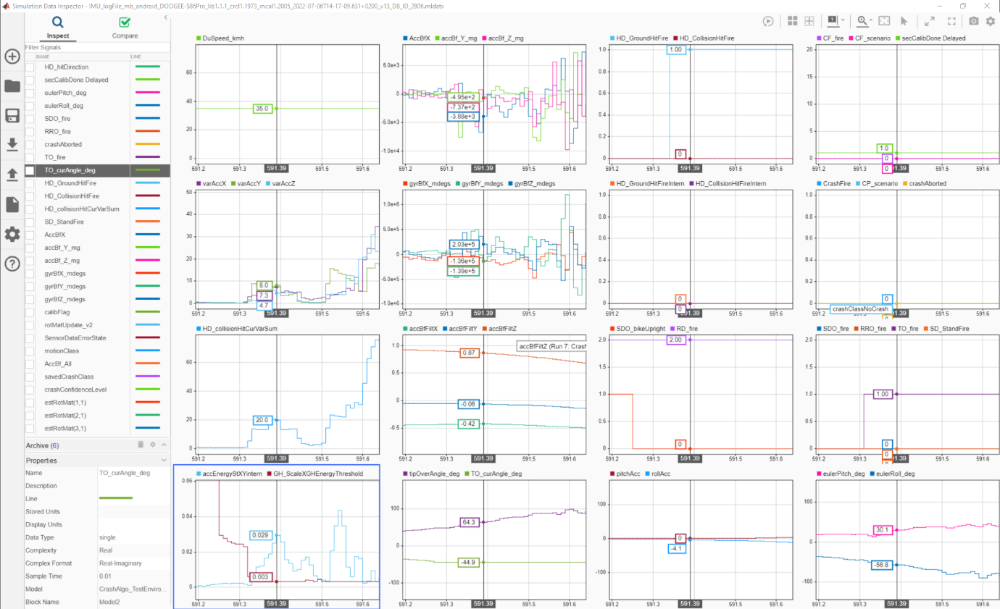 Simulation Data Inspector - IMU_logFile_mb_android_DOOGEE-S86Pro_lib1.1.1_crcl1.1973_mcal1.2005_2022-07-06T14-17-09.631+0200_v13_DB_ID_2806.mldatx
Inspect Compare
Filter Signals
NAME LINE
HD_hitDirection
secCalibDone Delayed
eulerPitch_deg
eulerRoll_deg
SDO_fire
RRO_fire
crashAborted
TO_fire
TO_curAngle_deg
HD_GroundHitFire
HD_CollisionHitFire
HD_collisionHitCurVarSum
SD_StandFire
AccBfX
accBf_Y_mg
accBf_Z_mg
gyrBfX_mdegs
gyrBfY_mdegs
gyrBfZ_mdegs
calibFlag
rotMatUpdate_v2
SensorDataErrorState
motionClass
AccBf_All
savedCrashClass
crashConfidenceLevel
estRotMat(1,1)
estRotMat(2,1)
estRotMat(3,1)
Archive (6)
Properties
Name TO_curAngle_deg
Description
Line
Stored Units
Display Units
Data Type single
Complexity Real
Complex Format Real-Imaginary
Sample Time 0.01
Model CrashAlgo_TestEnviro...
Block Name Model2
DuSpeed_kmh
60
40
20
0
35.0
591.2 591.3 591.39 591.5 591.6
AccBfX accBf_Y_mg accBf_Z_mg
5.0e+3
0
-5.0e+3
-1.0e+4
-4.95e+2
-7.37e+2
-3.88e+3
591.2 591.3 591.39 591.5 591.6
HD_GroundHitFire HD_CollisionHitFire
1.0
0.8
0.6
0.4
0.2
0
1.00
0
591.2 591.3 591.39 591.5 591.6
CF_fire CF_scenario secCalibDone Delayed
20
15
10
5
0
1.0
0
0
591.2 591.3 591.39 591.5 591.6
varAccX varAccY varAccZ
50
40
30
20
10
0
8.0
7.3
4.7
591.2 591.3 591.39 591.5 591.6
gyrBfX_mdegs gyrBfY_mdegs gyrBfZ_mdegs
1.0e+6
5.0e+5
0
-5.0e+5
-1.0e+6
2.03e+5
-1.36e+5
-1.39e+5
591.2 591.3 591.39 591.5 591.6
HD_GroundHitFireIntern HD_CollisionHitFireIntern
1.0
0.8
0.6
0.4
0.2
0
0
0
591.2 591.3 591.39 591.5 591.6
CrashFire CP_scenario crashAborted
1.0
0.8
0.6
0.4
0.2
0
0
crashClassNoCrash
0
591.2 591.3 591.39 591.5 591.6
HD_collisionHitCurVarSum
60
40
20
0
20.0
591.2 591.3 591.39 591.5 591.6
accBfFiltX accBfFiltY accBfFiltZ
1.0
0.5
0
-0.5
accBfFiltZ (Run 7: Crash
0.87
-0.06
-0.42
591.2 591.3 591.39 591.5 591.6
SDO_bikeUpright RD_fire
2.0
1.5
1.0
0.5
0
2.00
0
591.2 591.3 591.39 591.5 591.6
SDO_fire RRO_fire TO_fire SD_StandFire
2.0
1.5
1.0
0.5
0
1.00
0
0
0
591.2 591.3 591.39 591.5 591.6
accEnergyStXYintern GH_ScaleXGHEnergyThreshold
0.06
0.04
0.02
0
0.029
0.003
591.2 591.3 591.39 591.5 591.6
tipOverAngle_deg TO_curAngle_deg
100
0
-100
64.3
-44.9
591.2 591.3 591.39 591.5 591.6
pitchAcc rollAcc
100
0
-100
0
-4.1
591.2 591.3 591.39 591.5 591.6
eulerPitch_deg eulerRoll_deg
100
0
-100
30.1
-56.8
591.2 591.3 591.39 591.5 591.6